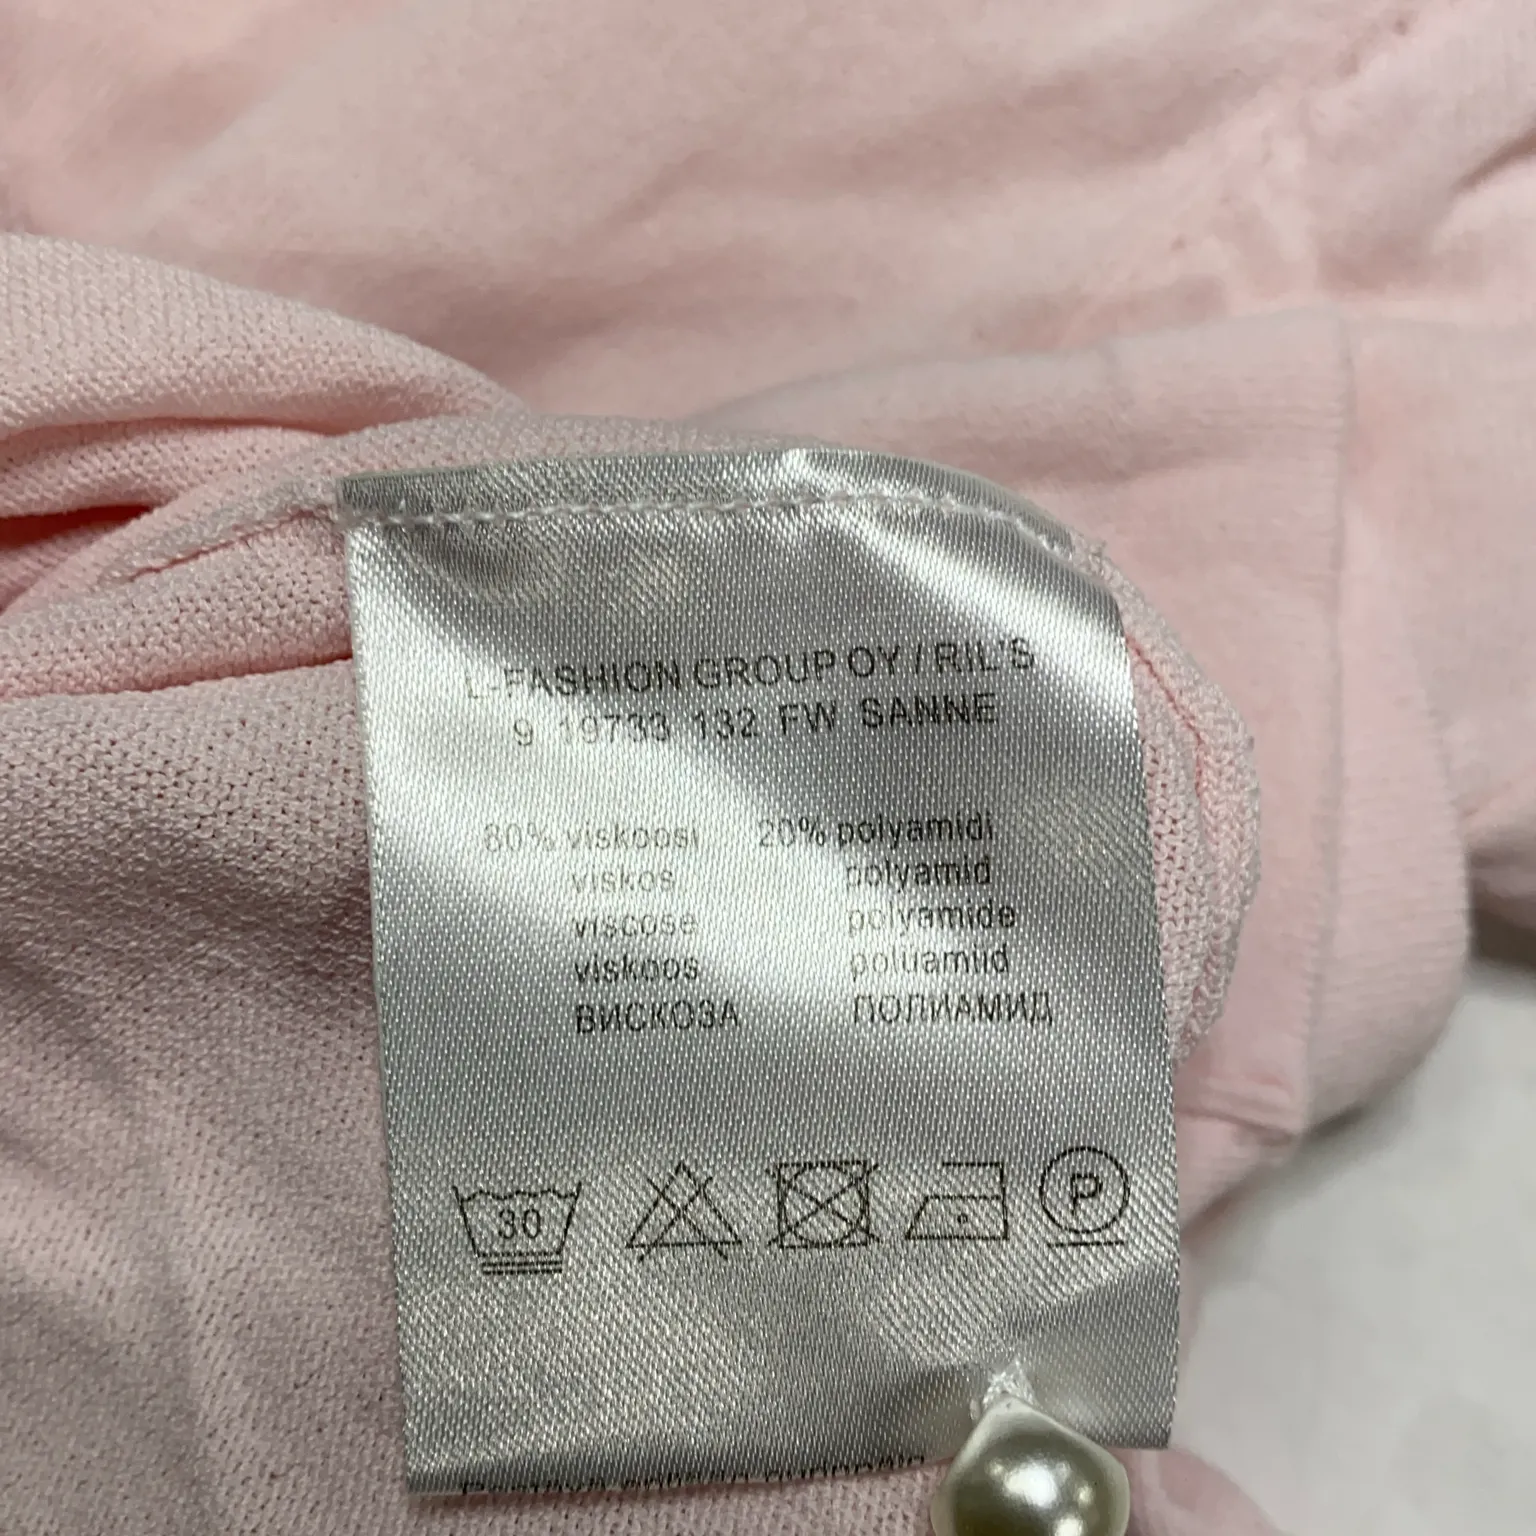 L-FASHION GROUP OY / RIL'S
9 19733 132 FW SANNE
80% viskoosi 20% polyamidi
viskos polyamid
viscose polyamide
viskoos poluamiid
ВИСКОЗА ПОЛИАМИД
30
P